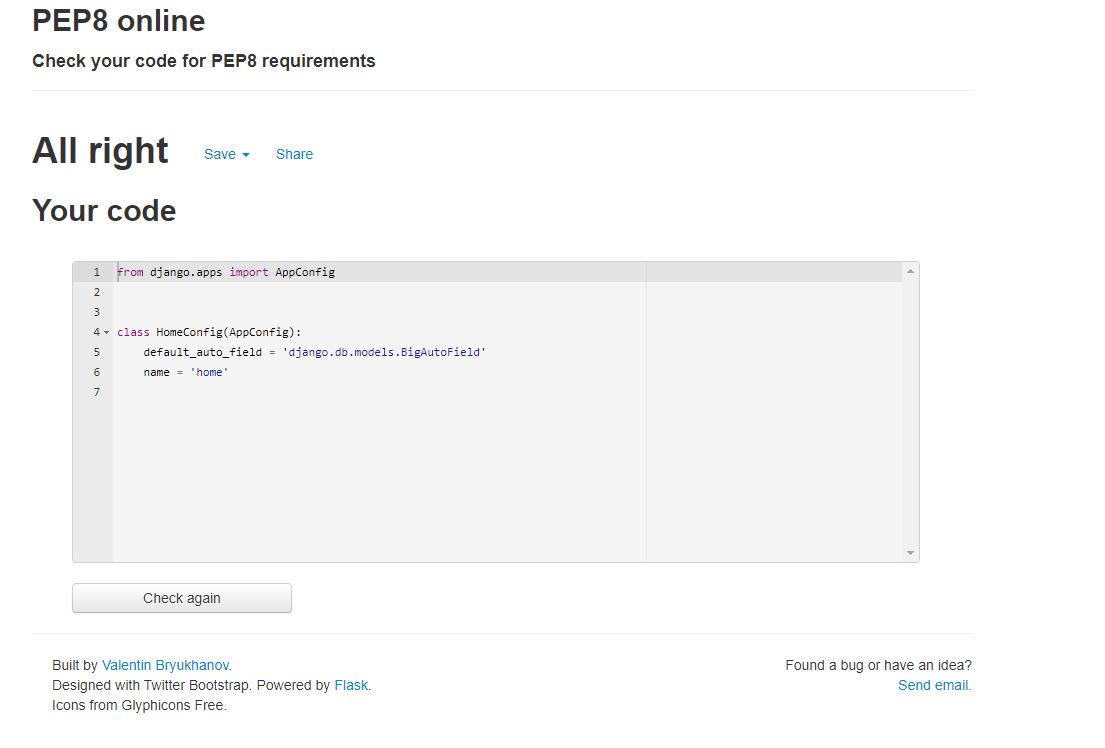 PEP8 online
Check your code for PEP8 requirements
All right Save Share
Your code
1 from django.apps import AppConfig
2
3
4 class HomeConfig(AppConfig):
5     default_auto_field = 'django.db.models.BigAutoField'
6     name = 'home'
7
Check again
Built by Valentin Bryukhanov.
Designed with Twitter Bootstrap. Powered by Flask.
Icons from Glyphicons Free.
Found a bug or have an idea?
Send email.